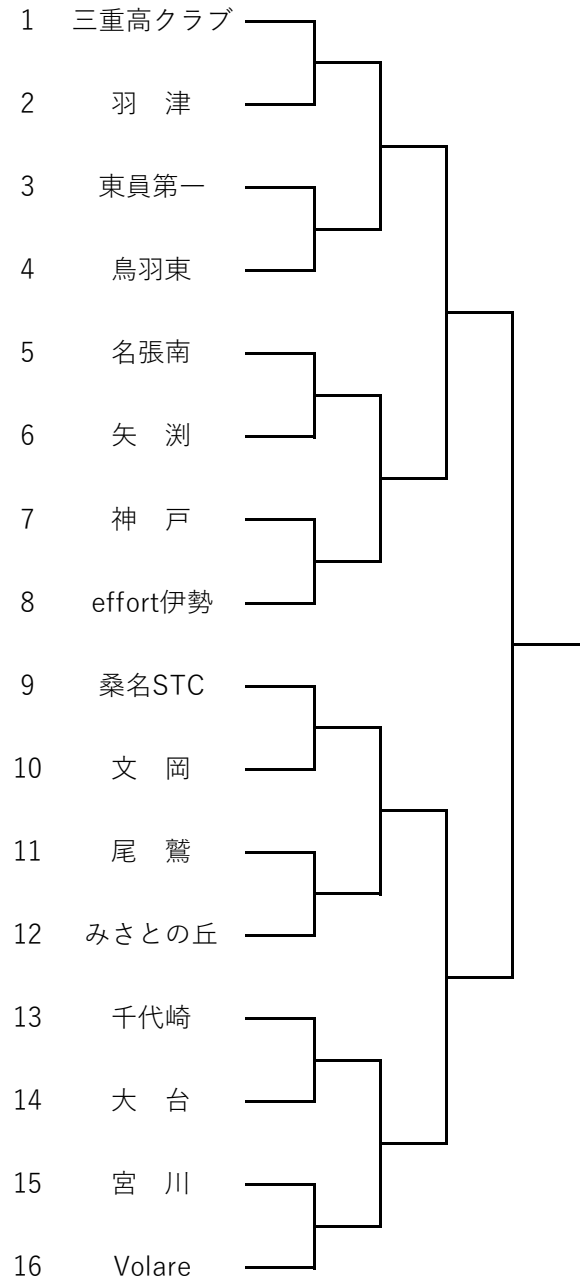 1 三重高クラブ
2 羽　津
3 東員第一
4 鳥羽東
5 名張南
6 矢　渕
7 神　戸
8 effort伊勢
9 桑名STC
10 文　岡
11 尾　鷲
12 みさとの丘
13 千代崎
14 大　台
15 宮　川
16 Volare